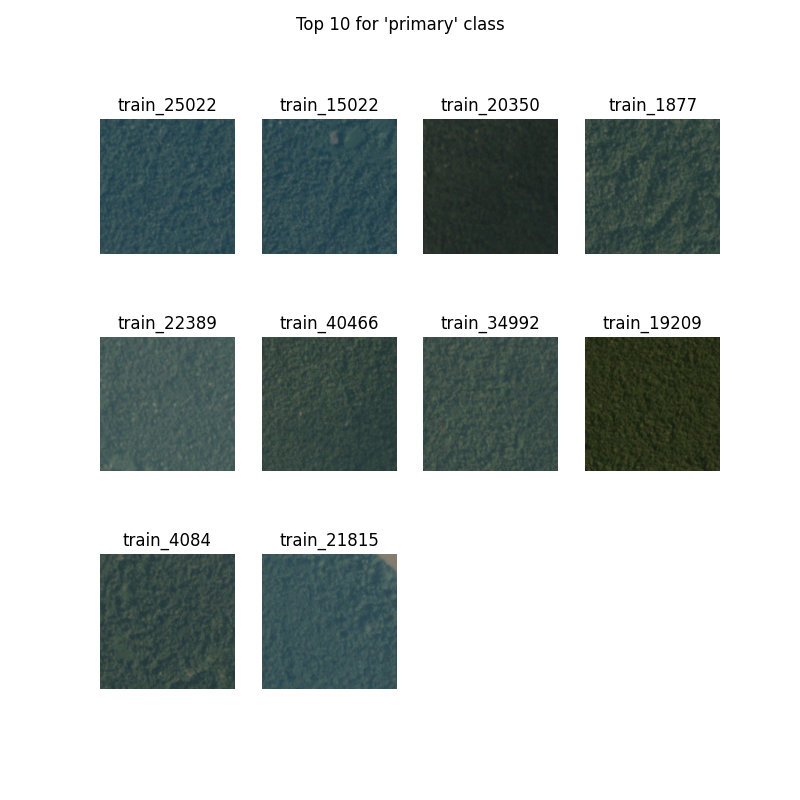 Top 10 for 'primary' class
train_25022 train_15022 train_20350 train_1877
train_22389 train_40466 train_34992 train_19209
train_4084 train_21815